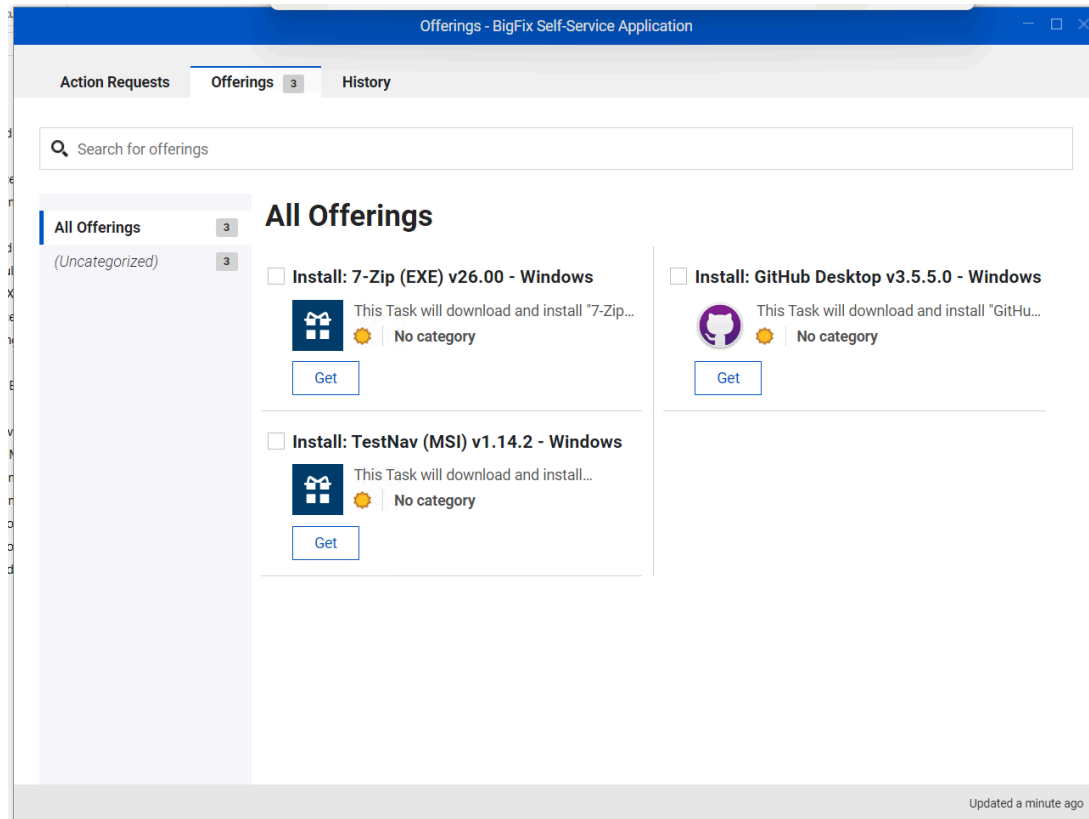 Offerings - BigFix Self-Service Application
Action Requests
Offerings 3
History
Search for offerings
All Offerings 3
(Uncategorized) 3
All Offerings
Install: 7-Zip (EXE) v26.00 - Windows
This Task will download and install "7-Zip...
No category
Get
Install: GitHub Desktop v3.5.5.0 - Windows
This Task will download and install "GitHu...
No category
Get
Install: TestNav (MSI) v1.14.2 - Windows
This Task will download and install...
No category
Get
Updated a minute ago